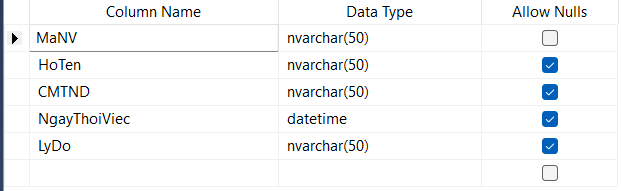 Column Name Data Type Allow Nulls
MaNV nvarchar(50)
HoTen nvarchar(50)
CMTND nvarchar(50)
NgayThoiViec datetime
LyDo nvarchar(50)